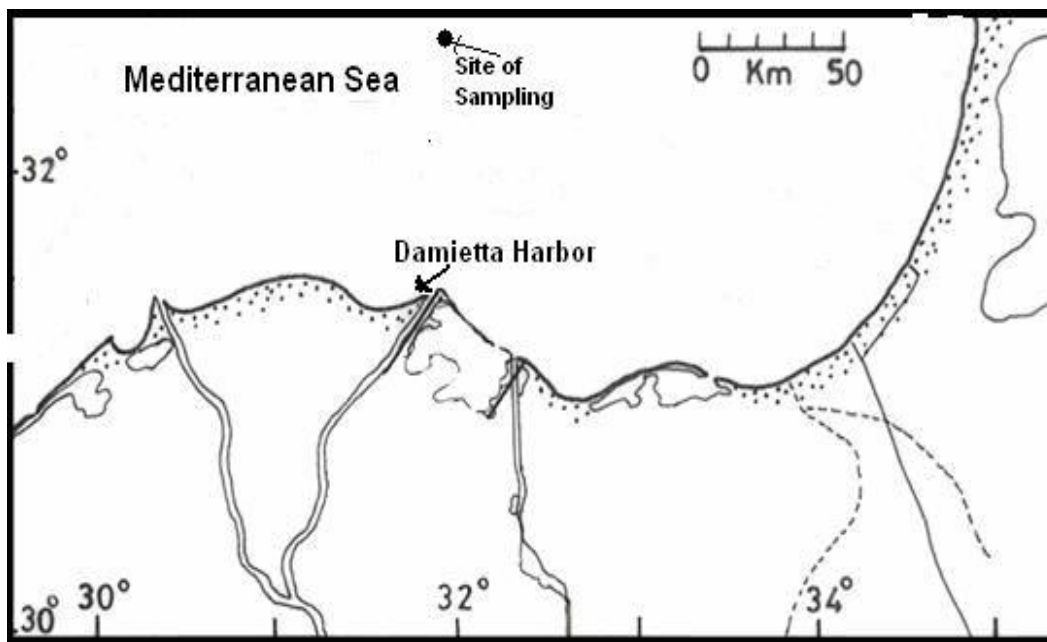 Mediterranean Sea
Site of
Sampling
0 Km 50
32°
Damietta Harbor
30° 32° 34°
30°